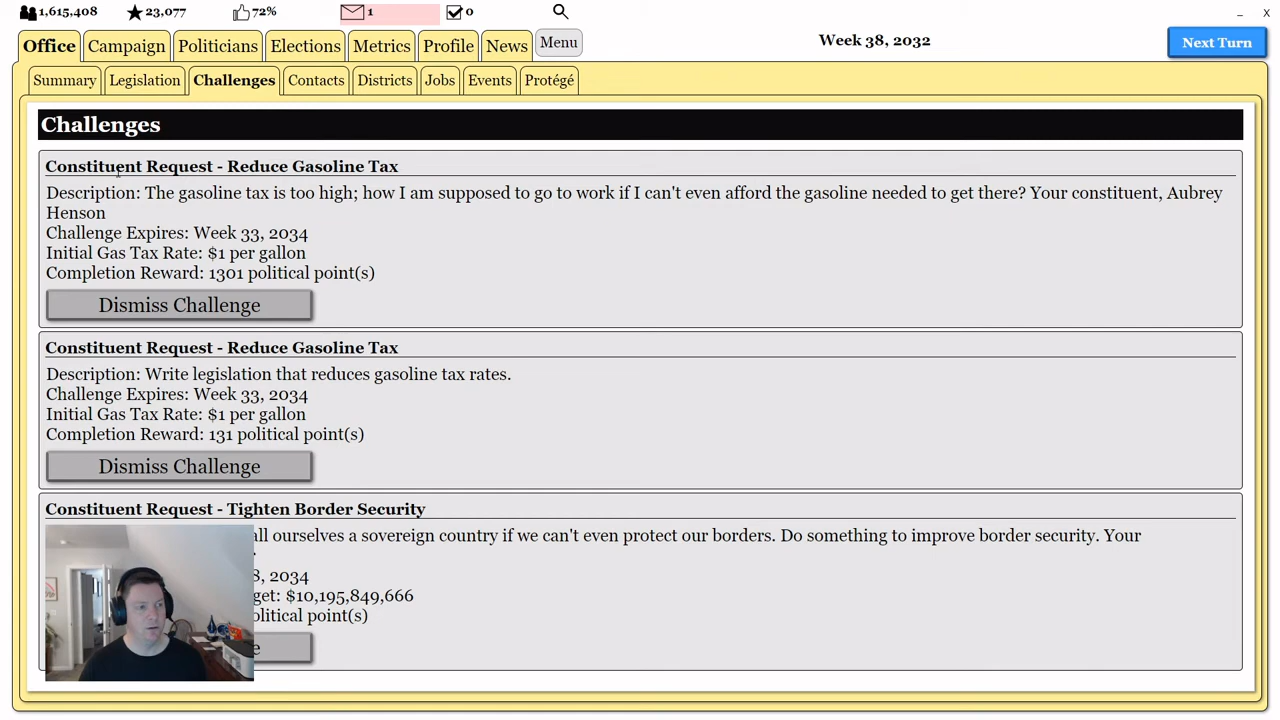 1,615,408 23,077 72% 1 0
_ x
Office Campaign Politicians Elections Metrics Profile News Menu
Week 38, 2032
Next Turn
Summary Legislation Challenges Contacts Districts Jobs Events Protégé
Challenges
Constituent Request - Reduce Gasoline Tax
Description: The gasoline tax is too high; how I am supposed to go to work if I can't even afford the gasoline needed to get there? Your constituent, Aubrey
Henson
Challenge Expires: Week 33, 2034
Initial Gas Tax Rate: $1 per gallon
Completion Reward: 1301 political point(s)
Dismiss Challenge
Constituent Request - Reduce Gasoline Tax
Description: Write legislation that reduces gasoline tax rates.
Challenge Expires: Week 33, 2034
Initial Gas Tax Rate: $1 per gallon
Completion Reward: 131 political point(s)
Dismiss Challenge
Constituent Request - Tighten Border Security
all ourselves a sovereign country if we can't even protect our borders. Do something to improve border security. Your
8, 2034
get: $10,195,849,666
olitical point(s)
e